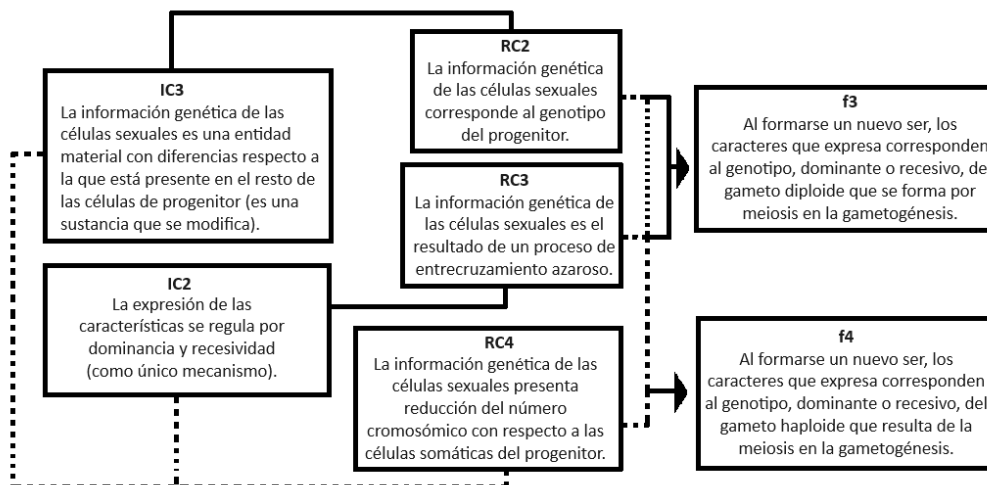 IC3
La información genética de las
células sexuales es una entidad
material con diferencias respecto a
la que está presente en el resto de
las células de progenitor (es una
sustancia que se modifica).
IC2
La expresión de las
características se regula por
dominancia y recesividad
(como único mecanismo).
RC2
La información genética
de las células sexuales
corresponde al genotipo
del progenitor.
RC3
La información genética de
las células sexuales es el
resultado de un proceso de
entrecruzamiento azaroso.
RC4
La información genética de las
células sexuales presenta
reducción del número
cromosómico con respecto a las
células somáticas del progenitor.
f3
Al formarse un nuevo ser, los
caracteres que expresa corresponden
al genotipo, dominante o recesivo, de
gameto diploide que se forma por
meiosis en la gametogénesis.
f4
Al formarse un nuevo ser, los
caracteres que expresa corresponden
al genotipo, dominante o recesivo, del
gameto haploide que resulta de la
meiosis en la gametogénesis.